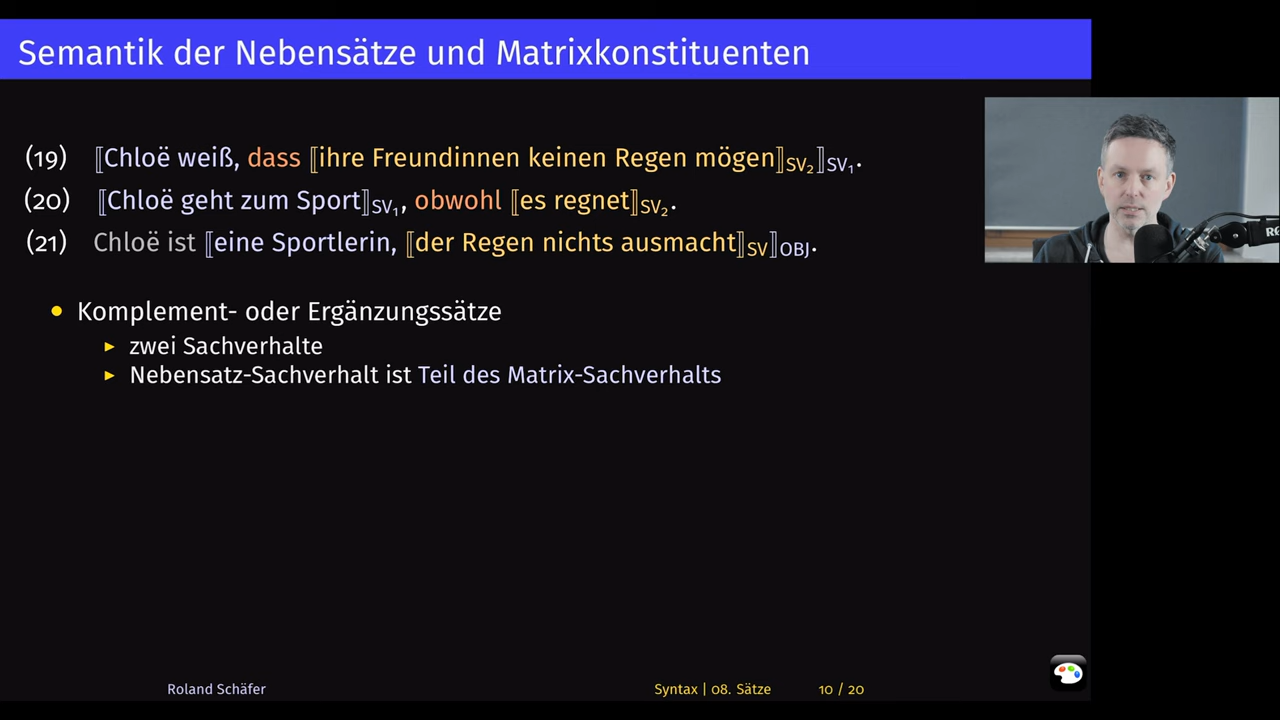 Semantik der Nebensätze und Matrixkonstituenten
(19) ⟦Chloë weiß, dass ⟦ihre Freundinnen keinen Regen mögen⟧SV₂⟧SV₁.
(20) ⟦Chloë geht zum Sport⟧SV₁, obwohl ⟦es regnet⟧SV₂.
(21) Chloë ist ⟦eine Sportlerin, ⟦der Regen nichts ausmacht⟧SV⟧OBJ.
• Komplement- oder Ergänzungssätze
▸ zwei Sachverhalte
▸ Nebensatz-Sachverhalt ist Teil des Matrix-Sachverhalts
Roland Schäfer
Syntax | 08. Sätze
10 / 20